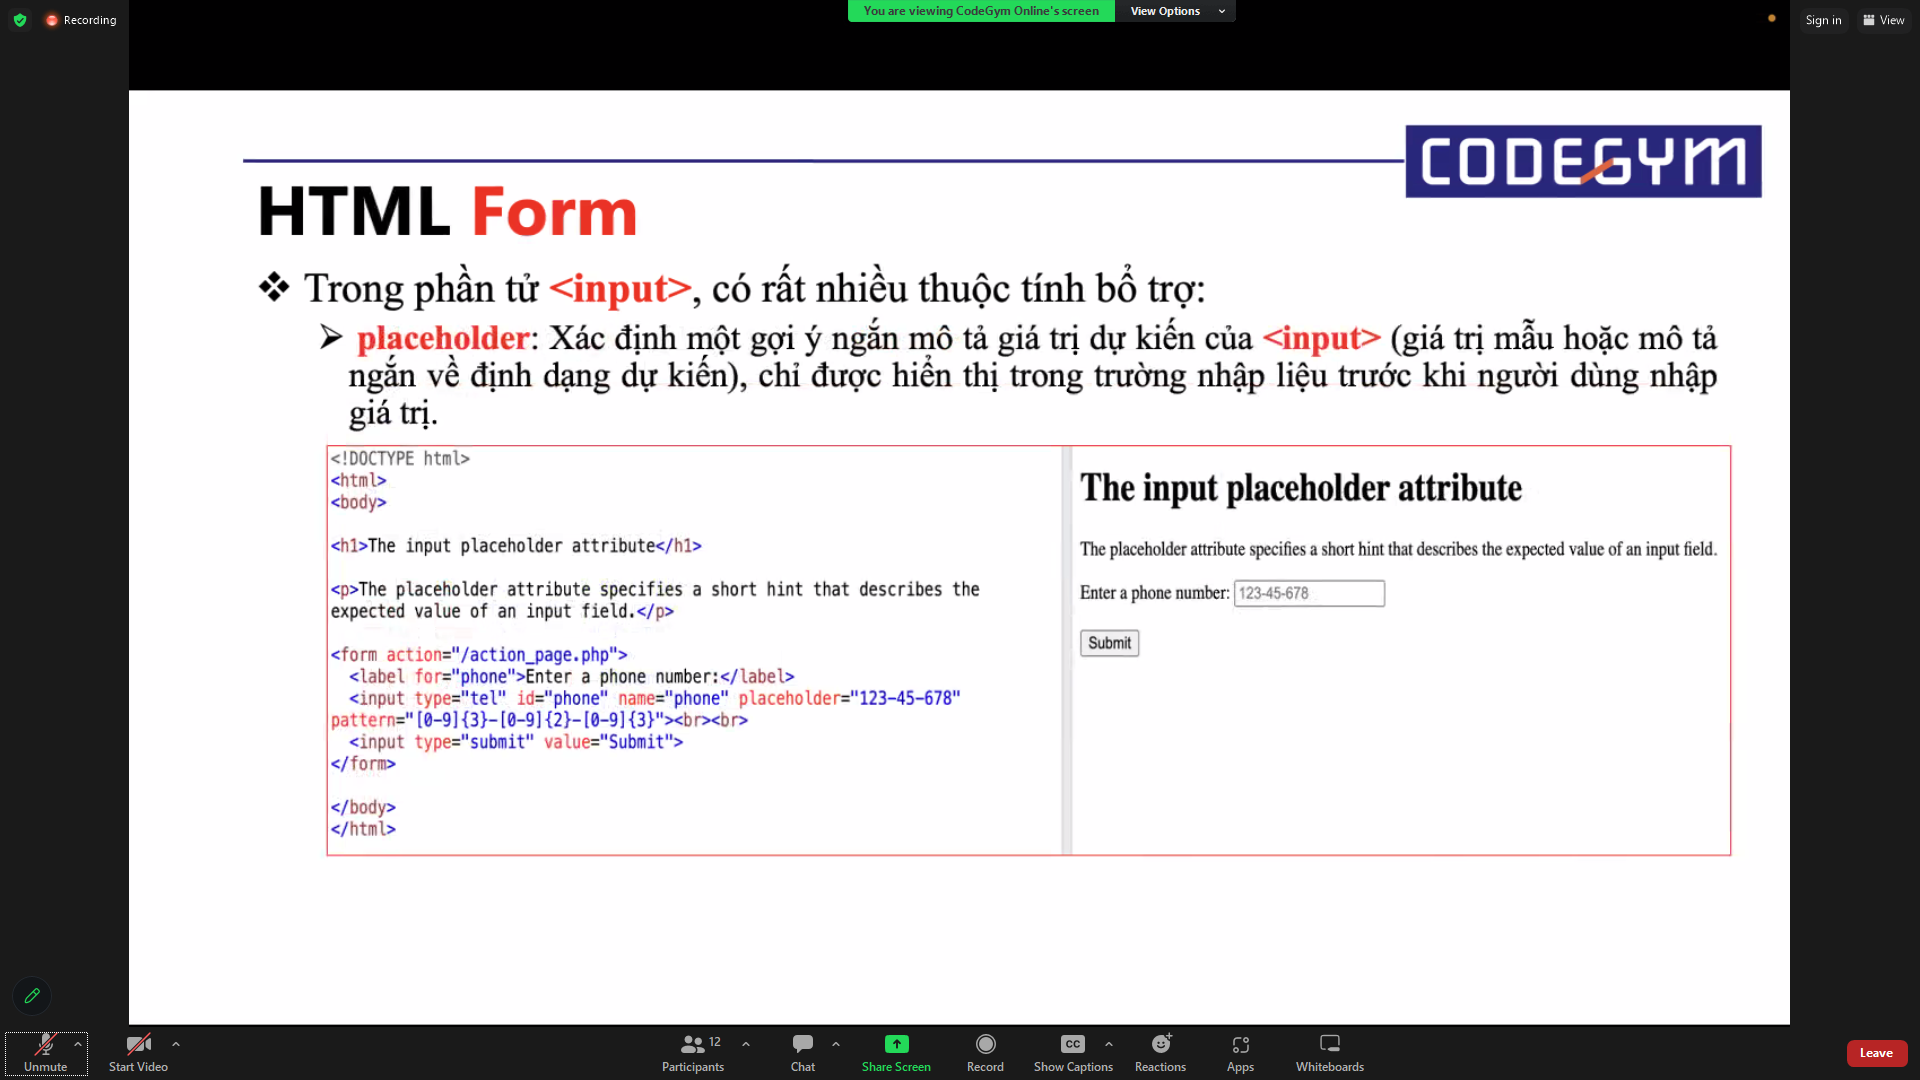 Recording
You are viewing CodeGym Online's screen
View Options
Sign in
View
CODEGYM
HTML Form
❖ Trong phần tử <input>, có rất nhiều thuộc tính bổ trợ:
➢ placeholder: Xác định một gợi ý ngắn mô tả giá trị dự kiến của <input> (giá trị mẫu hoặc mô tả
ngắn về định dạng dự kiến), chỉ được hiển thị trong trường nhập liệu trước khi người dùng nhập
giá trị.
<!DOCTYPE html>
<html>
<body>
<h1>The input placeholder attribute</h1>
<p>The placeholder attribute specifies a short hint that describes the
expected value of an input field.</p>
<form action="/action_page.php">
<label for="phone">Enter a phone number:</label>
<input type="tel" id="phone" name="phone" placeholder="123-45-678"
pattern="[0-9]{3}-[0-9]{2}-[0-9]{3}"><br><br>
<input type="submit" value="Submit">
</form>
</body>
</html>
The input placeholder attribute
The placeholder attribute specifies a short hint that describes the expected value of an input field.
Enter a phone number: 123-45-678
Submit
Unmute
Start Video
12
Participants
Chat
Share Screen
Record
CC
Show Captions
Reactions
Apps
Whiteboards
Leave